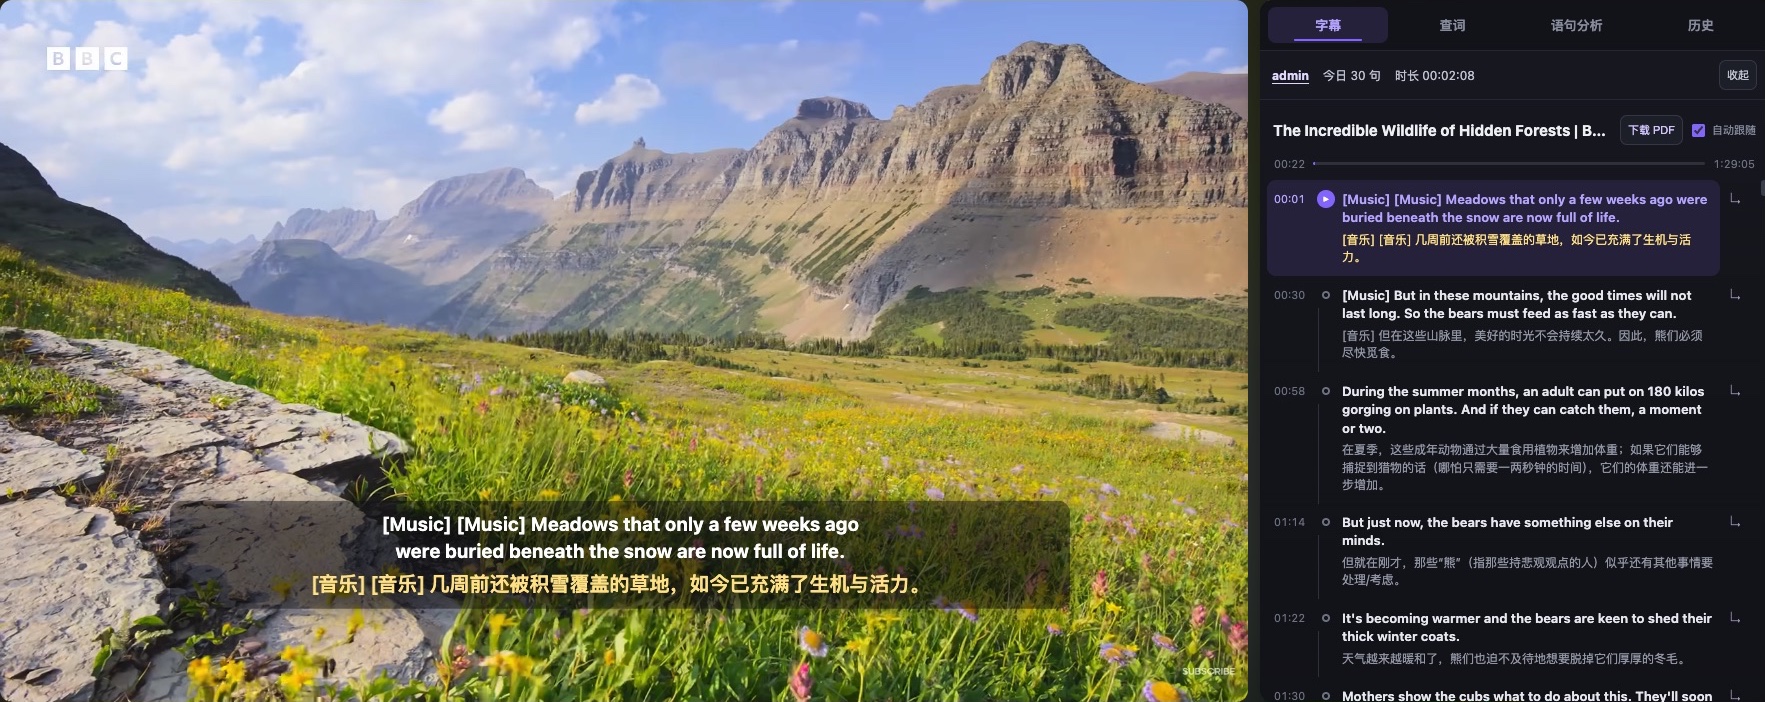 BBC
[Music] [Music] Meadows that only a few weeks ago
were buried beneath the snow are now full of life.
[音乐] [音乐] 几周前还被积雪覆盖的草地，如今已充满了生机与活力。
SUBSCRIBE
字幕
查词
语句分析
历史
admin 今日 30 句 时长 00:02:08
收起
The Incredible Wildlife of Hidden Forests | B...
下载 PDF
自动跟随
00:22
1:29:05
00:01
[Music] [Music] Meadows that only a few weeks ago were
buried beneath the snow are now full of life.
[音乐] [音乐] 几周前还被积雪覆盖的草地，如今已充满了生机与活
力。
00:30
[Music] But in these mountains, the good times will not
last long. So the bears must feed as fast as they can.
[音乐] 但在这些山脉里，美好的时光不会持续太久。因此，熊们必须
尽快觅食。
00:58
During the summer months, an adult can put on 180 kilos
gorging on plants. And if they can catch them, a moment
or two.
在夏季，这些成年动物通过大量食用植物来增加体重；如果它们能够
捕捉到猎物的话（哪怕只需要一两秒钟的时间），它们的体重还能进一
步增加。
01:14
But just now, the bears have something else on their
minds.
但就在刚才，那些“熊”（指那些持悲观观点的人）似乎还有其他事情要
处理/考虑。
01:22
It's becoming warmer and the bears are keen to shed their
thick winter coats.
天气越来越暖和了，熊们也迫不及待地想要脱掉它们厚厚的冬毛。
01:30
Mothers show the cubs what to do about this. They'll soon